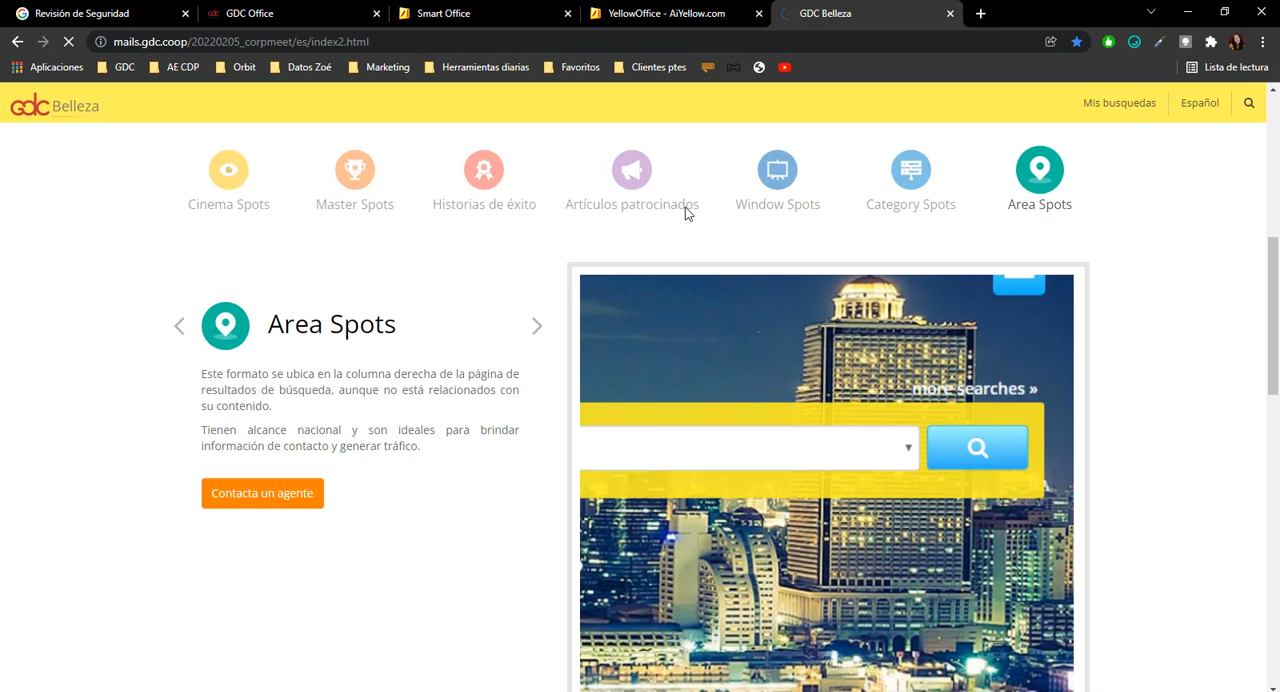 Revisión de Seguridad
GDC Office
Smart Office
YellowOffice - AiYellow.com
GDC Belleza
mails.gdc.coop/20220205_corpmeet/es/index2.html
Aplicaciones
GDC
AE CDP
Orbit
Datos Zoé
Marketing
Herramientas diarias
Favoritos
Clientes ptes
Lista de lectura
GDC Belleza
Mis busquedas
Español
Cinema Spots
Master Spots
Historias de éxito
Artículos patrocinados
Window Spots
Category Spots
Area Spots
Area Spots
Este formato se ubica en la columna derecha de la página de
resultados de búsqueda, aunque no está relacionados con
su contenido.
Tienen alcance nacional y son ideales para brindar
información de contacto y generar tráfico.
Contacta un agente
more searches »